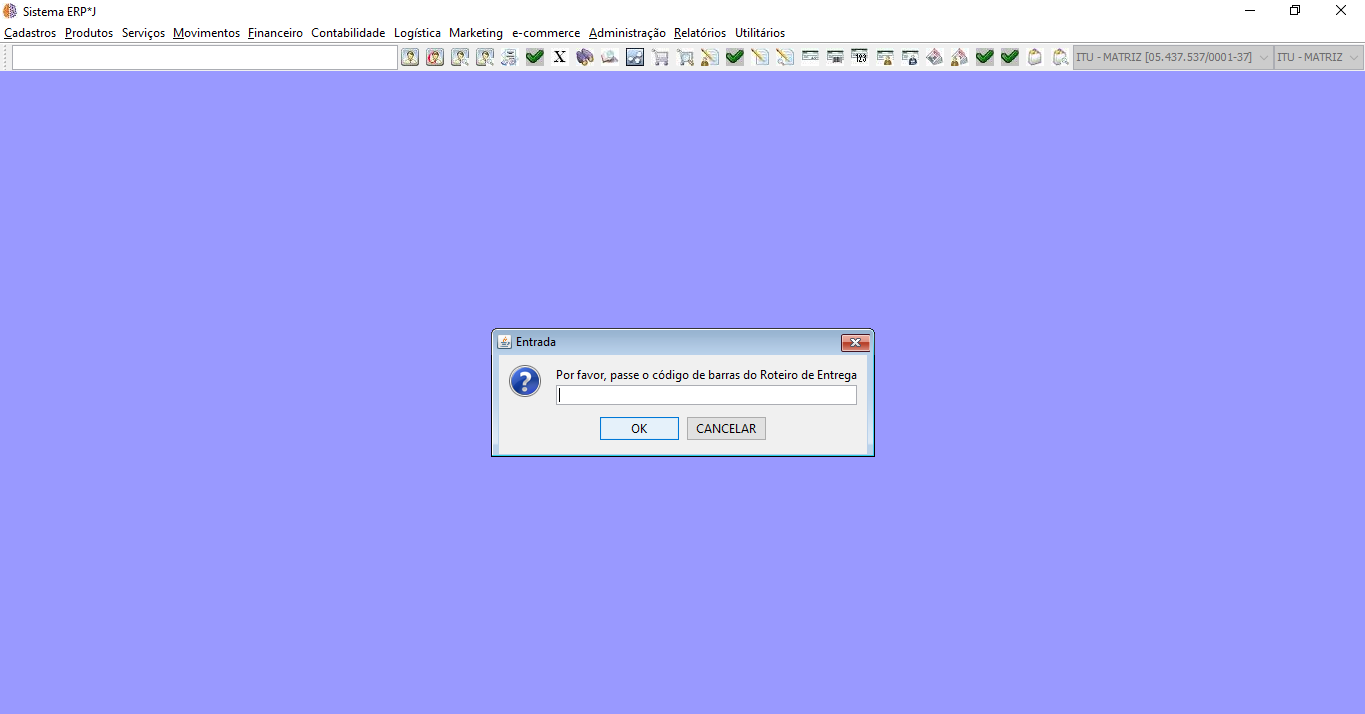 Sistema ERP*J
Cadastros Produtos Serviços Movimentos Financeiro Contabilidade Logística Marketing e-commerce Administração Relatórios Utilitários
X 123 ITU - MATRIZ [05.437.537/0001-37] ITU - MATRIZ
Entrada
Por favor, passe o código de barras do Roteiro de Entrega
OK CANCELAR